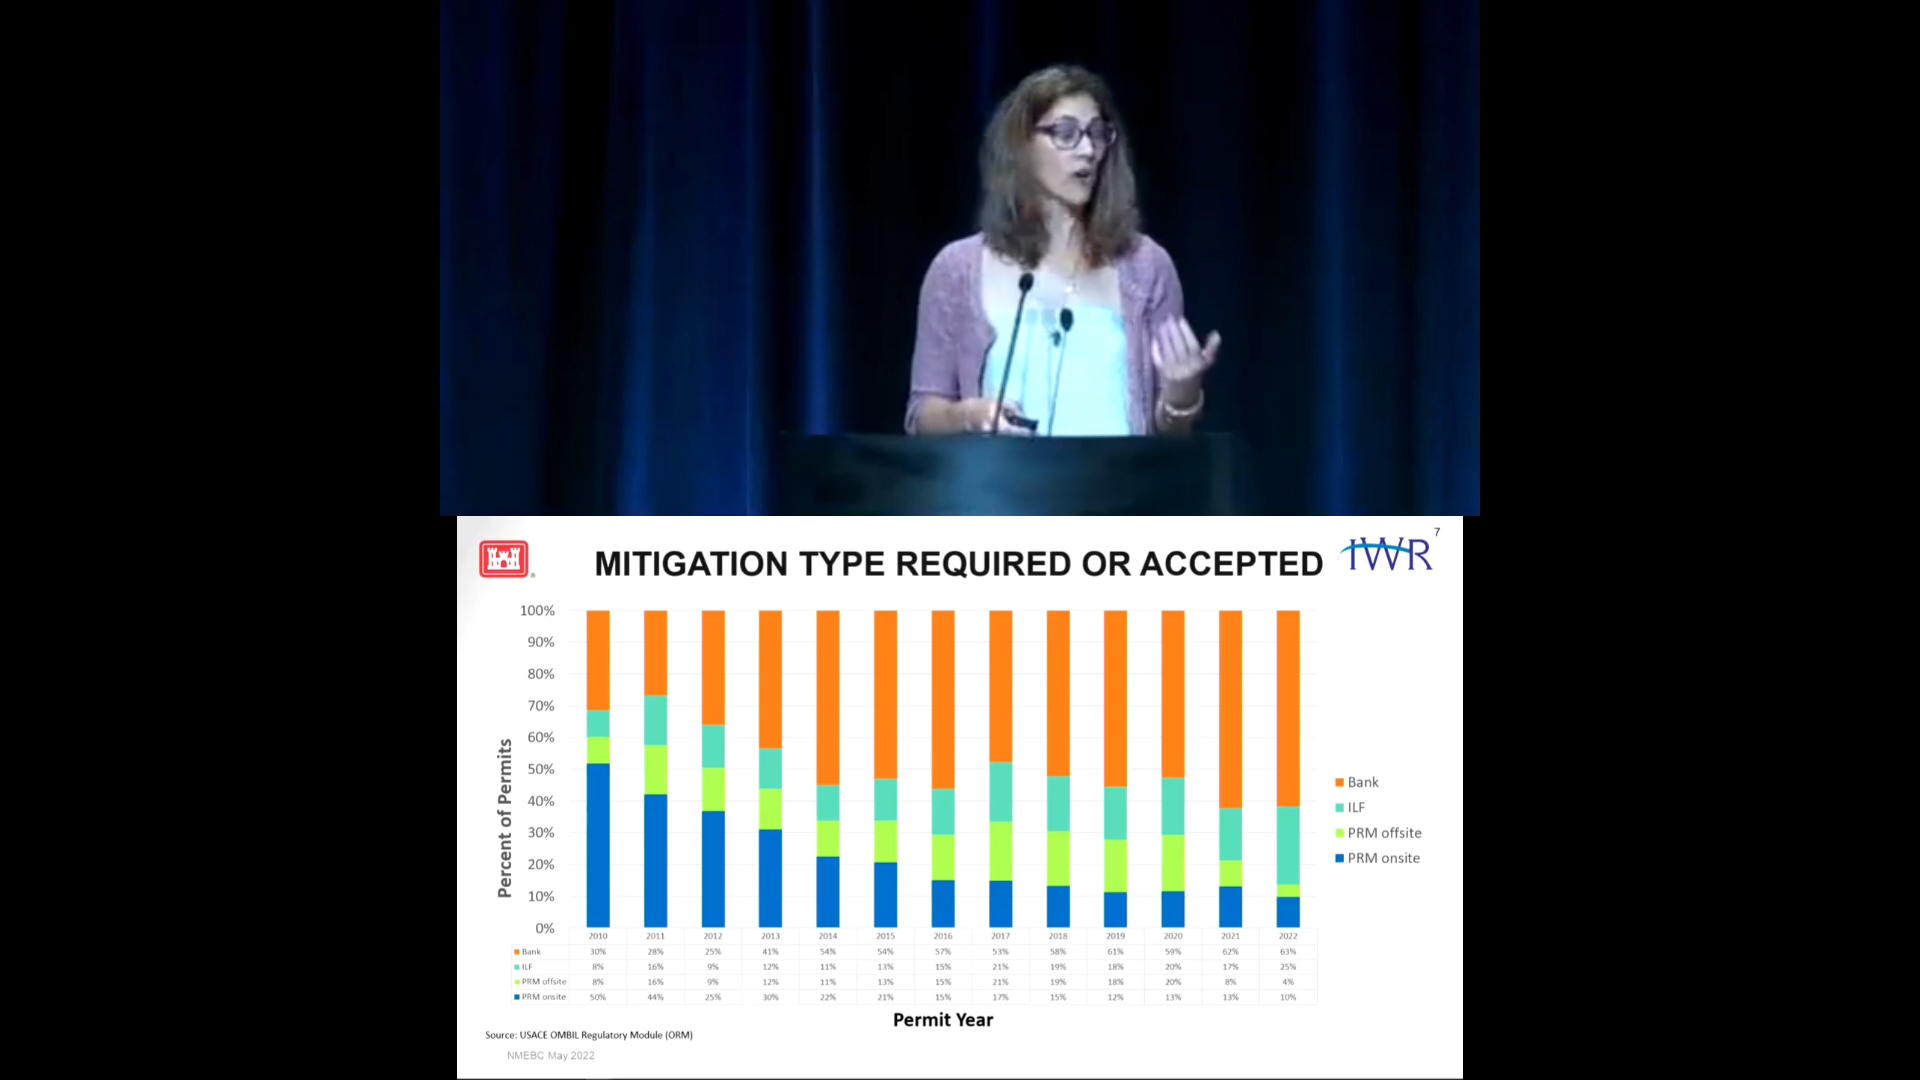 7
MITIGATION TYPE REQUIRED OR ACCEPTED
IWR
®
Percent of Permits
100%
90%
80%
70%
60%
50%
40%
30%
20%
10%
0%
Bank
ILF
PRM offsite
PRM onsite
2010 2011 2012 2013 2014 2015 2016 2017 2018 2019 2020 2021 2022
Bank 30% 28% 25% 41% 54% 54% 57% 53% 58% 61% 59% 62% 63%
ILF 8% 16% 9% 12% 11% 13% 15% 21% 19% 18% 20% 17% 25%
PRM offsite 8% 16% 9% 12% 11% 13% 15% 21% 19% 18% 20% 8% 4%
PRM onsite 50% 44% 25% 30% 22% 21% 15% 17% 15% 12% 13% 13% 10%
Permit Year
Source: USACE OMBIL Regulatory Module (ORM)
NMEBC May 2022